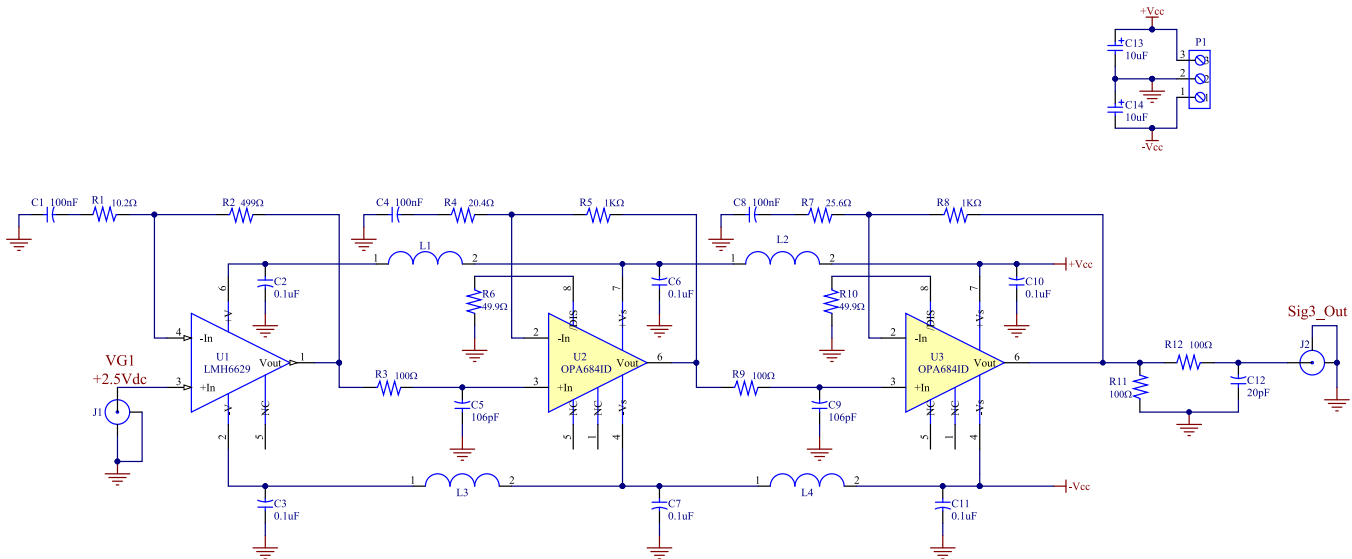 +Vcc
C13
10uF
P1
3
3
2
2
1
1
C14
10uF
-Vcc
C1 100nF
R1
10.2Ω
R2 499Ω
C4 100nF
R4 20.4Ω
R5
1KΩ
C8 100nF
R7 25.6Ω
R8 1KΩ
1
L1
2
1
L2
2
+Vcc
C2
0.1uF
C6
0.1uF
C10
0.1uF
R6
49.9Ω
R10
49.9Ω
6
+V
8
/DIS
7
+Vs
8
/DIS
7
+Vs
4
-In
U1
LMH6629
Vout
1
3
+In
-V
NC
2
5
2
-In
U2
OPA684ID
Vout
6
3
+In
NC
NC
-Vs
5
1
4
2
-In
U3
OPA684ID
Vout
6
3
+In
NC
NC
-Vs
5
1
4
VG1
+2.5Vdc
J1
R3 100Ω
C5
106pF
R9 100Ω
C9
106pF
Sig3_Out
J2
R12 100Ω
R11
100Ω
C12
20pF
1
L3
2
1
L4
2
-Vcc
C3
0.1uF
C7
0.1uF
C11
0.1uF